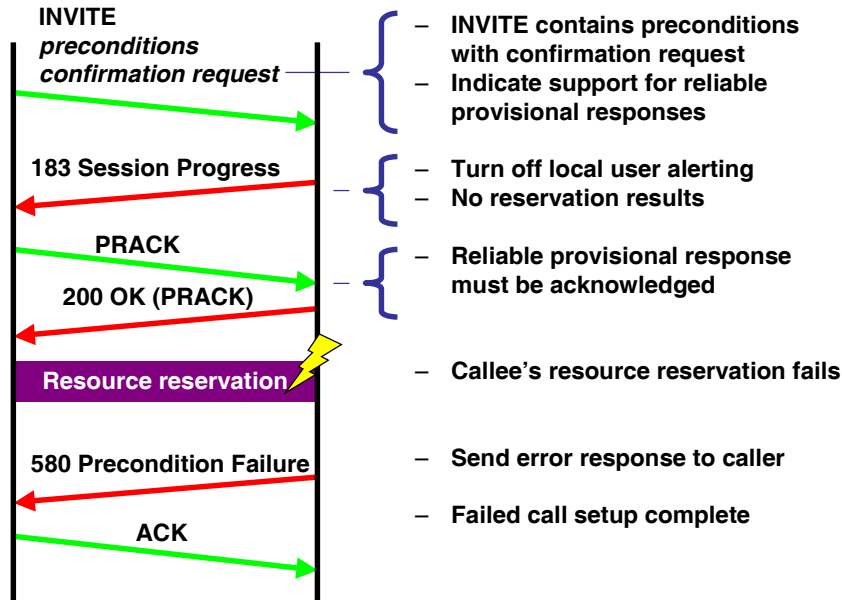 INVITE
preconditions
confirmation request
– INVITE contains preconditions
with confirmation request
– Indicate support for reliable
provisional responses
183 Session Progress
– Turn off local user alerting
– No reservation results
PRACK
– Reliable provisional response
must be acknowledged
200 OK (PRACK)
Resource reservation
– Callee's resource reservation fails
580 Precondition Failure
– Send error response to caller
ACK
– Failed call setup complete